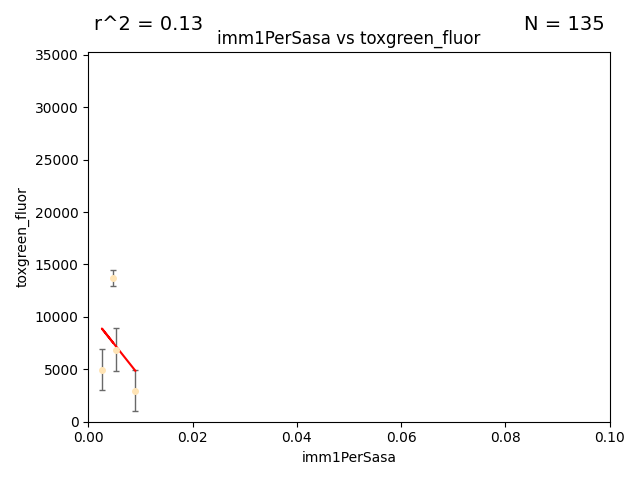 r^2 = 0.13
N = 135
imm1PerSasa vs toxgreen_fluor
35000
30000
25000
20000
15000
10000
5000
0
toxgreen_fluor
0.00 0.02 0.04 0.06 0.08 0.10
imm1PerSasa